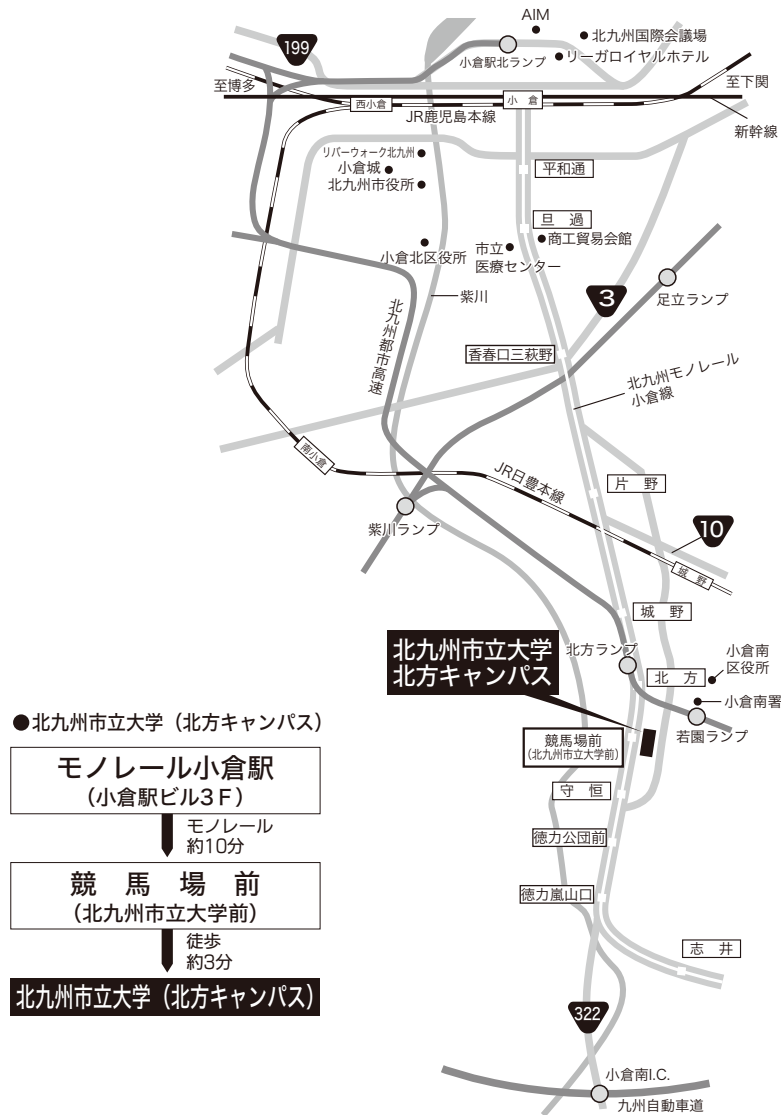 AIM
199
北九州国際会議場
小倉駅北ランプ
リーガロイヤルホテル
至博多
至下関
西小倉
小倉
JR鹿児島本線
新幹線
リバーウォーク北九州
小倉城
北九州市役所
平和通
旦過
商工貿易会館
小倉北区役所
市立
医療センター
紫川
3
足立ランプ
北九州都市高速
香春口三萩野
北九州モノレール
小倉線
南小倉
JR日豊本線
片野
紫川ランプ
10
城野
城野
北九州市立大学
北方キャンパス
北方ランプ
小倉南
区役所
北方
小倉南署
若園ランプ
競馬場前
(北九州市立大学前)
守恒
徳力公団前
徳力嵐山口
志井
322
小倉南I.C.
九州自動車道
●北九州市立大学（北方キャンパス）
モノレール小倉駅
（小倉駅ビル3F）
モノレール
約10分
競馬場前
（北九州市立大学前）
徒歩
約3分
北九州市立大学（北方キャンパス）